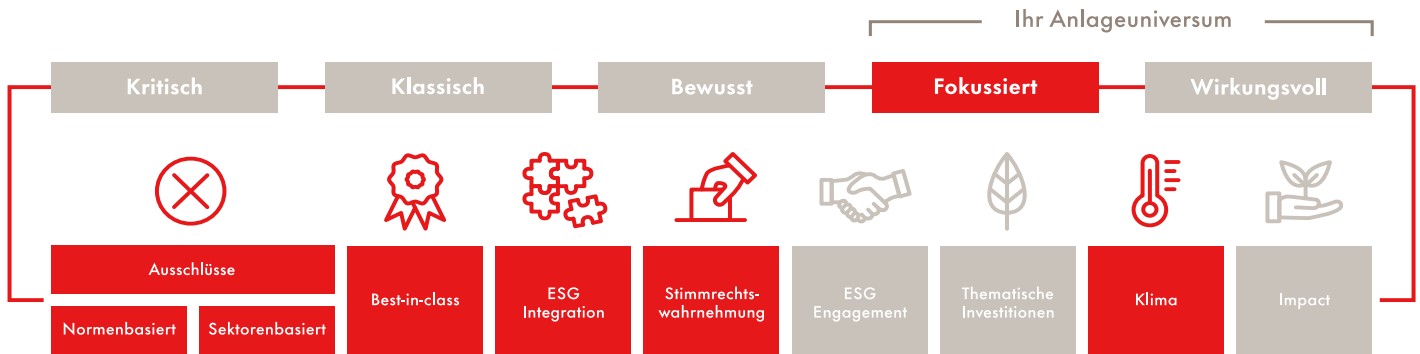 Ihr Anlageuniversum
Kritisch
Klassisch
Bewusst
Fokussiert
Wirkungsvoll
Ausschlüsse
Normenbasiert
Sektorenbasiert
Best-in-class
ESG
Integration
Stimmrechts-
wahrnehmung
ESG
Engagement
Thematische
Investitionen
Klima
Impact